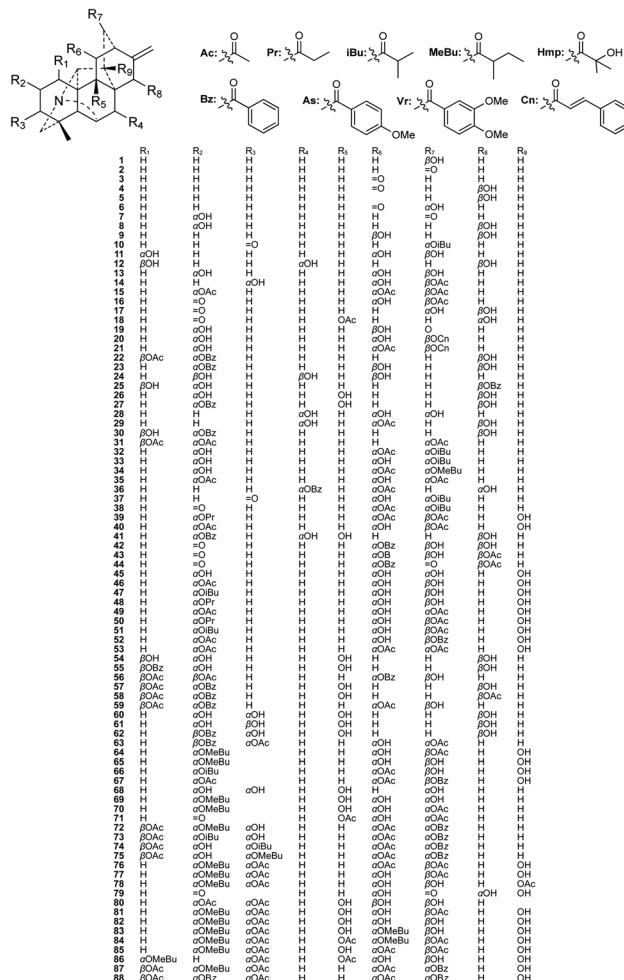 R7
R6
R1
R2
R9
R8
N
R5
R3
R4
Ac: O Pr: O iBu: O MeBu: O Hmp: O OH
Bz: O As: O OMe Vr: O OMe OMe Cn: O
R1 R2 R3 R4 R5 R6 R7 R8 R9
1 H H H H H H βOH H H
2 H H H H H H =O H H
3 H H H H H =O H H H
4 H H H H H =O H βOH H
5 H H H H H H H βOH H
6 H H H H H =O αOH H H
7 H αOH H H H H =O H H
8 H αOH H H H H H βOH H
9 H H H H H βOH H βOH H
10 H H =O H H H αOiBu H H
11 αOH H H H H αOH βOH H H
12 βOH H H αOH H H H βOH H
13 H αOH H H H αOH βOH H H
14 H H αOH H H αOH βOAc H H
15 H αOAc H H H αOAc βOAc H H
16 H =O H H H αOH βOAc H H
17 H =O H H H H αOH βOH H
18 H =O H H OAc H H αOH H
19 H αOH H H H βOH O H H
20 H αOH H H H αOH βOCn H H
21 H αOH H H H αOAc βOCn H H
22 βOAc αOBz H H H H H βOH H
23 H αOBz H H H βOH H βOH H
24 H βOH H βOH H βOH H H H
25 βOH αOH H H H H H βOBz H
26 H αOH H H OH H H βOH H
27 H αOBz H H OH H H βOH H
28 H H H αOH H αOH αOH H H
29 H H H αOH H αOAc H βOH H
30 βOH αOBz H H H H H βOH H
31 βOAc αOAc H H H H αOAc H H
32 H αOH H H H αOAc αOiBu H H
33 H αOH H H H αOH αOiBu H H
34 H αOH H H H αOAc αOMeBu H H
35 H αOAc H H H αOH αOAc H H
36 H H H αOBz H αOAc H αOH H
37 H H =O H H αOH αOiBu H H
38 H =O H H H αOAc αOiBu H H
39 H αOPr H H H αOAc βOAc H OH
40 H αOAc H H H αOH βOAc H OH
41 H αOBz H αOH OH H H βOH H
42 H =O H H H αOBz βOH βOH H
43 H =O H H H αOB βOH βOAc H
44 H =O H H H αOBz =O βOAc H
45 H αOH H H H αOH αOH H OH
46 H αOAc H H H αOH βOH H OH
47 H αOiBu H H H αOH βOH H OH
48 H αOPr H H H αOH βOH H OH
49 H αOAc H H H αOH αOAc H OH
50 H αOPr H H H αOH βOAc H OH
51 H αOiBu H H H αOH βOAc H OH
52 H αOAc H H H αOH βOBz H OH
53 H αOAc H H H αOAc αOAc H OH
54 βOH αOH H H OH H H βOH H
55 βOBz αOH H H OH H H βOH H
56 βOAc βOAc H H H αOBz βOH H H
57 βOAc αOBz H H OH H H βOH H
58 βOAc αOBz H H OH H H βOAc H
59 βOAc αOBz H H H αOAc βOH H H
60 H αOH αOH H OH H H βOH H
61 H αOH βOH H OH H H βOH H
62 H βOBz αOH H OH H H βOH H
63 H βOBz αOAc H H αOH αOAc H H
64 H αOMeBu H H αOH βOAc H OH
65 H αOMeBu H H αOH βOH H OH
66 H αOiBu H H αOAc βOH H OH
67 H αOAc H H αOAc βOBz H OH
68 H αOH αOH H OH H αOH H H
69 H αOMeBu H OH αOH αOH H H
70 H αOMeBu H OH αOH αOAc H H
71 H =O H OAc αOH αOAc H H
72 βOAc αOMeBu αOH H H αOAc αOBz H H
73 βOAc αOiBu αOH H H αOAc αOBz H H
74 βOAc αOH αOiBu H H αOAc αOBz H H
75 βOAc αOH αOMeBu H H αOAc αOBz H H
76 H αOMeBu αOAc H H αOAc βOAc H OH
77 H αOMeBu αOAc H H αOH βOAc H OH
78 H αOMeBu αOAc H H αOH βOH H OAc
79 H =O H H αOH =O αOH OH
80 H αOAc αOAc H OH βOH βOH H
81 H αOMeBu αOAc H OH αOH βOAc H OH
82 H αOMeBu αOAc H OH αOH βOH H OH
83 H αOMeBu αOAc H OH αOMeBu βOH H OH
84 H αOMeBu αOAc H OAc αOMeBu βOAc H OH
85 H αOMeBu αOAc H OH αOAc βOAc H OH
86 αOMeBu H αOAc H OAc αOH βOH H H
87 βOAc αOMeBu αOAc H H αOAc αOBz H OH
88 βOAc αOBz αOAc H H αOAc αOBz H OH